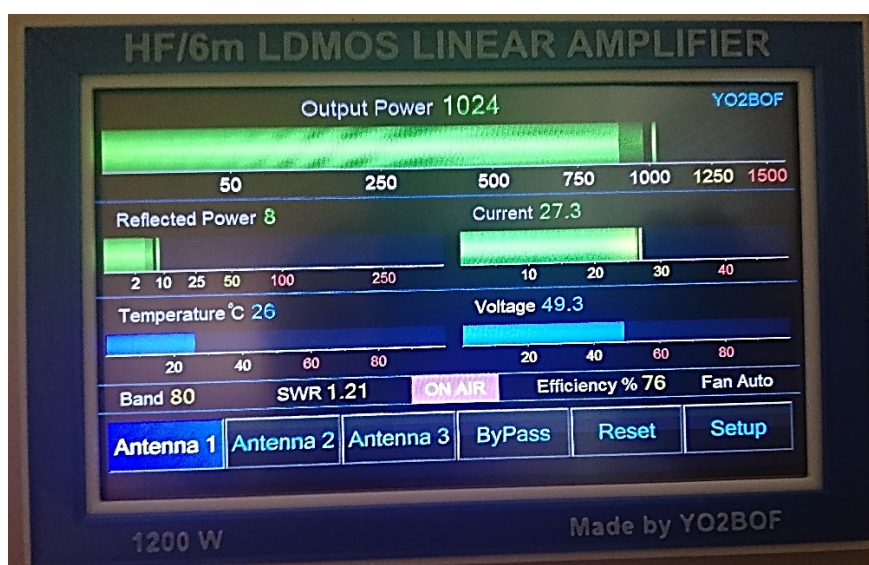 HF/6m LDMOS LINEAR AMPLIFIER
Output Power 1024 YO2BOF
50 250 500 750 1000 1250 1500
Reflected Power 8 Current 27.3
2 10 25 50 100 250 10 20 30 40
Temperature °C 26 Voltage 49.3
20 40 60 80 20 40 60 80
Band 80 SWR 1.21 ON AIR Efficiency % 76 Fan Auto
Antenna 1 Antenna 2 Antenna 3 ByPass Reset Setup
1200 W Made by YO2BOF